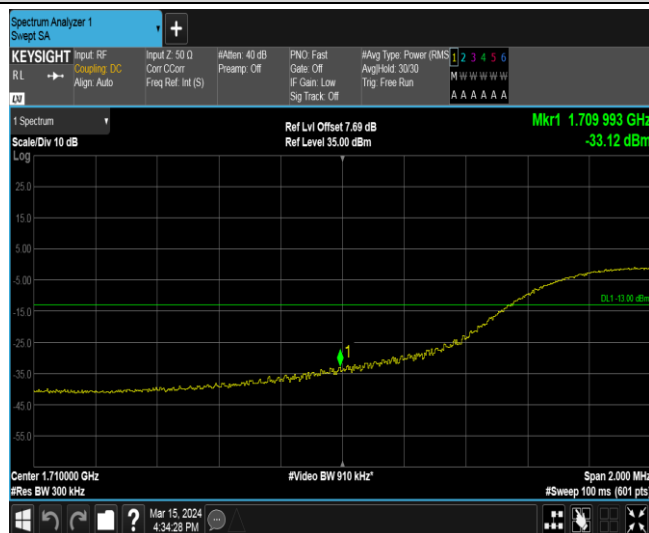 Spectrum Analyzer 1
Swept SA
+
KEYSIGHT
RL
LXI
Input: RF
Coupling: DC
Align: Auto
Input Z: 50 Ω
Corr CCorr
Freq Ref: Int (S)
#Atten: 40 dB
Preamp: Off
PNO: Fast
Gate: Off
IF Gain: Low
Sig Track: Off
#Avg Type: Power (RMS
Avg|Hold: 30/30
Trig: Free Run
1 2 3 4 5 6
M W W W W W
A A A A A A
1 Spectrum
Scale/Div 10 dB
Ref Lvl Offset 7.69 dB
Ref Level 35.00 dBm
Mkr1 1.709 993 GHz
-33.12 dBm
Log
25.0
15.0
5.00
-5.00
DL1 -13.00 dBm
-15.0
-25.0
1
-35.0
-45.0
-55.0
Center 1.710000 GHz
#Video BW 910 kHz*
Span 2.000 MHz
#Res BW 300 kHz
#Sweep 100 ms (601 pts)
?
Mar 15, 2024
4:34:28 PM